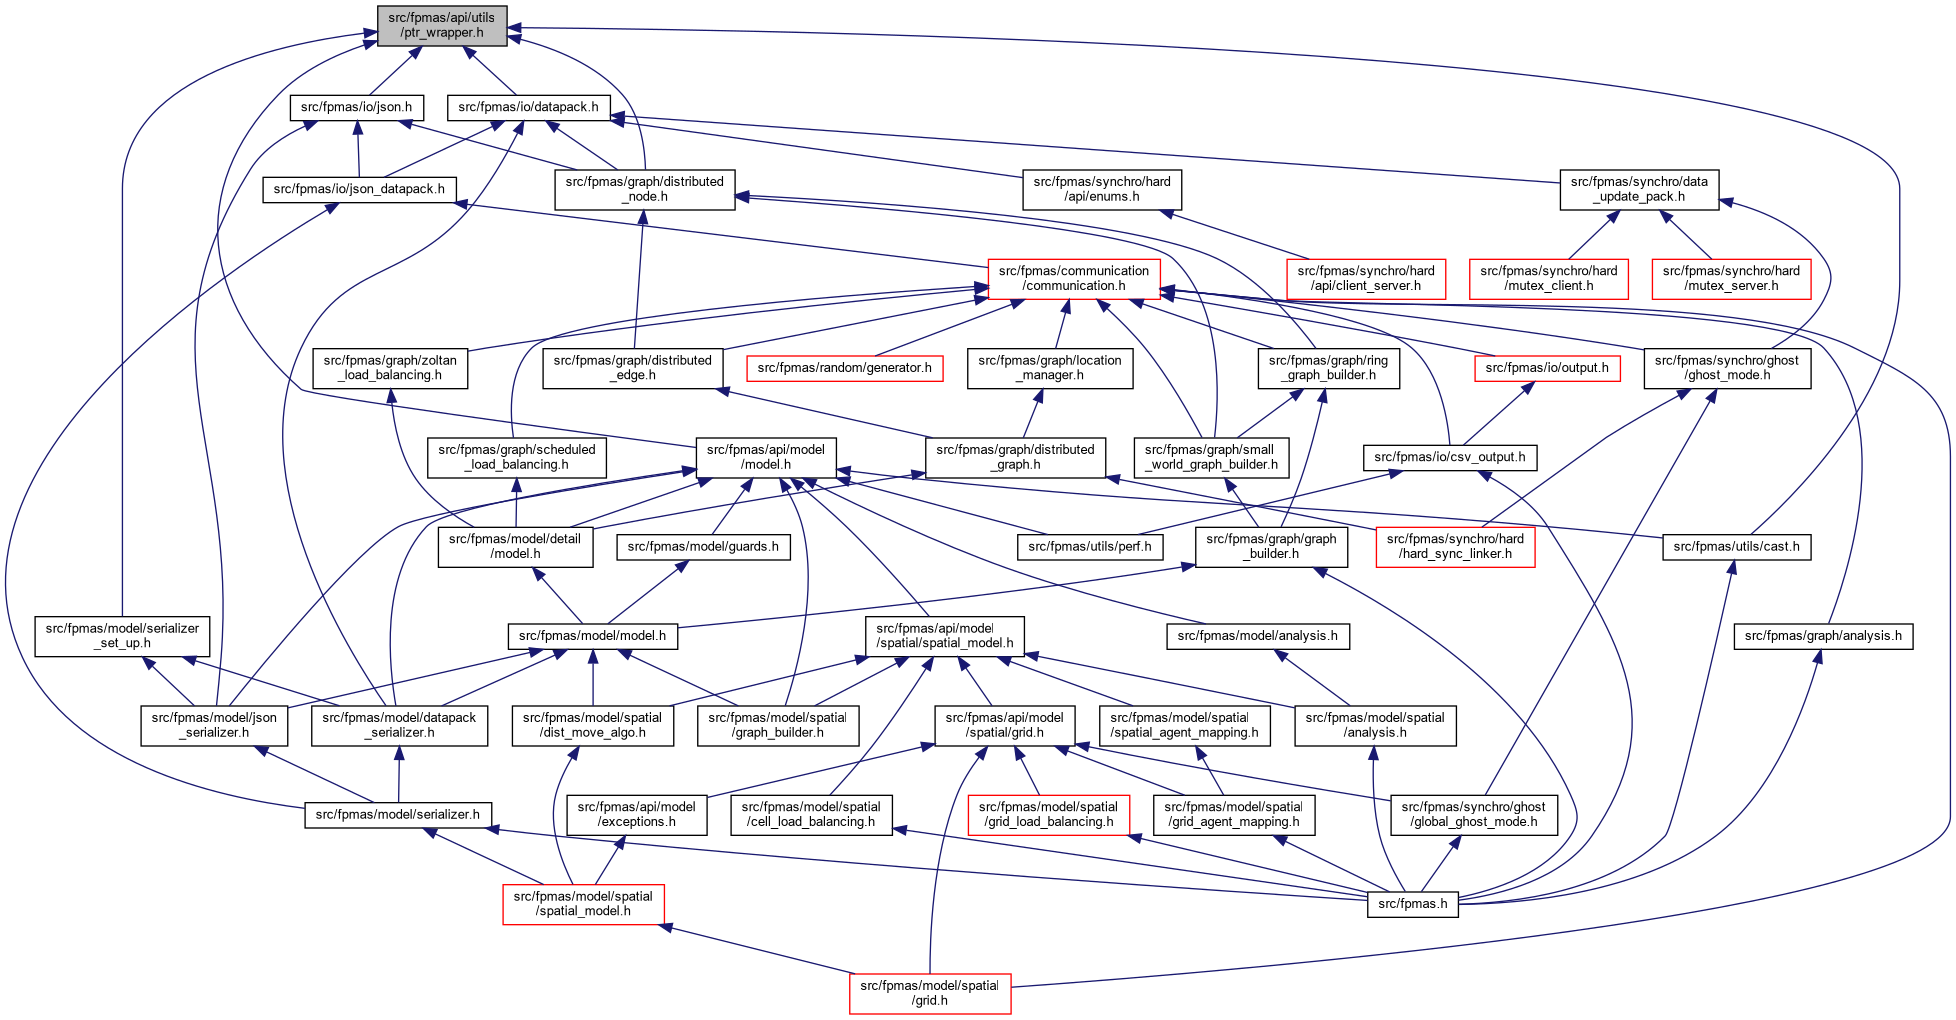 src/fpmas/api/utils
/ptr_wrapper.h
src/fpmas/io/json.h
src/fpmas/io/datapack.h
src/fpmas/io/json_datapack.h
src/fpmas/graph/distributed
_node.h
src/fpmas/synchro/hard
/api/enums.h
src/fpmas/synchro/data
_update_pack.h
src/fpmas/communication
/communication.h
src/fpmas/synchro/hard
/api/client_server.h
src/fpmas/synchro/hard
/mutex_client.h
src/fpmas/synchro/hard
/mutex_server.h
src/fpmas/graph/zoltan
_load_balancing.h
src/fpmas/graph/distributed
_edge.h
src/fpmas/random/generator.h
src/fpmas/graph/location
_manager.h
src/fpmas/graph/ring
_graph_builder.h
src/fpmas/io/output.h
src/fpmas/synchro/ghost
/ghost_mode.h
src/fpmas/graph/scheduled
_load_balancing.h
src/fpmas/api/model
/model.h
src/fpmas/graph/distributed
_graph.h
src/fpmas/graph/small
_world_graph_builder.h
src/fpmas/io/csv_output.h
src/fpmas/model/detail
/model.h
src/fpmas/model/guards.h
src/fpmas/utils/perf.h
src/fpmas/graph/graph
_builder.h
src/fpmas/synchro/hard
/hard_sync_linker.h
src/fpmas/utils/cast.h
src/fpmas/model/serializer
_set_up.h
src/fpmas/model/model.h
src/fpmas/api/model
/spatial/spatial_model.h
src/fpmas/model/analysis.h
src/fpmas/graph/analysis.h
src/fpmas/model/json
_serializer.h
src/fpmas/model/datapack
_serializer.h
src/fpmas/model/spatial
/dist_move_algo.h
src/fpmas/model/spatial
/graph_builder.h
src/fpmas/api/model
/spatial/grid.h
src/fpmas/model/spatial
/spatial_agent_mapping.h
src/fpmas/model/spatial
/analysis.h
src/fpmas/model/serializer.h
src/fpmas/api/model
/exceptions.h
src/fpmas/model/spatial
/cell_load_balancing.h
src/fpmas/model/spatial
/grid_load_balancing.h
src/fpmas/model/spatial
/grid_agent_mapping.h
src/fpmas/synchro/ghost
/global_ghost_mode.h
src/fpmas/model/spatial
/spatial_model.h
src/fpmas.h
src/fpmas/model/spatial
/grid.h